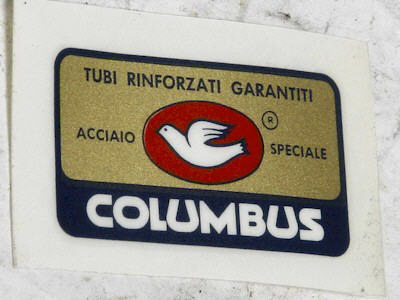 TUBI RINFORZATI GARANTITI
®
ACCIAIO SPECIALE
COLUMBUS